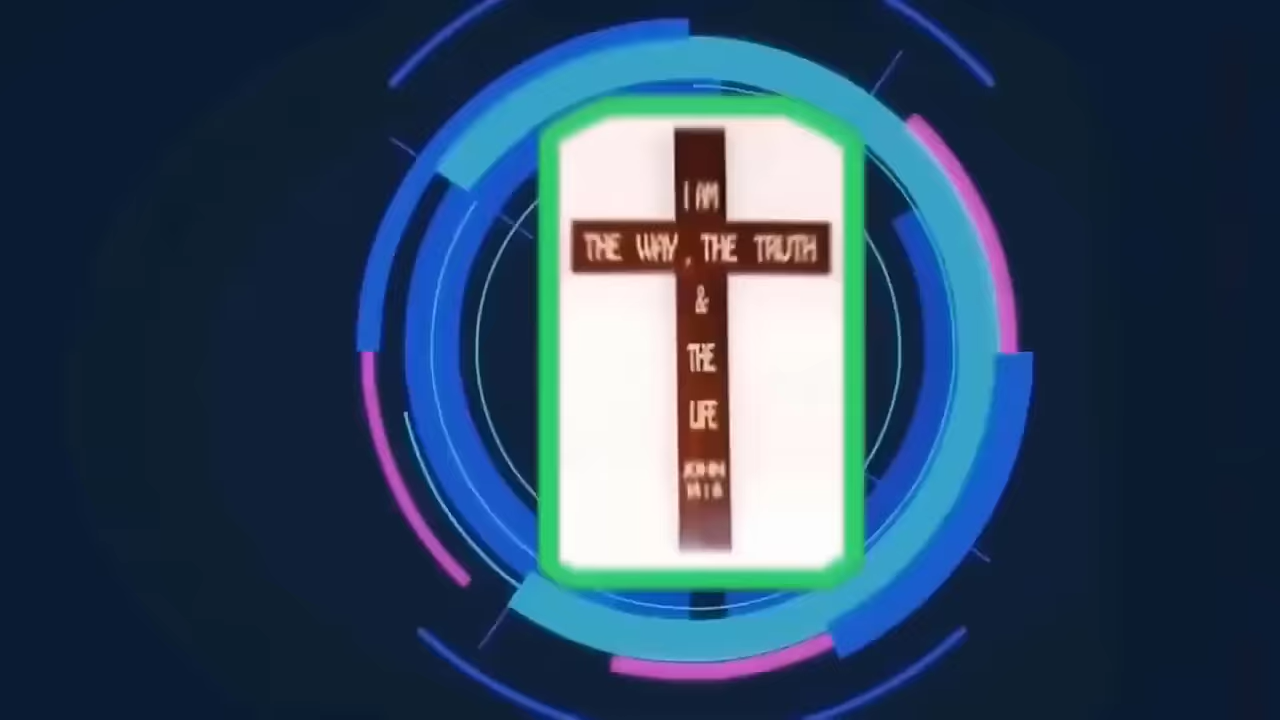 I AM
THE WAY, THE TRUTH
&
THE
LIFE
JOHN